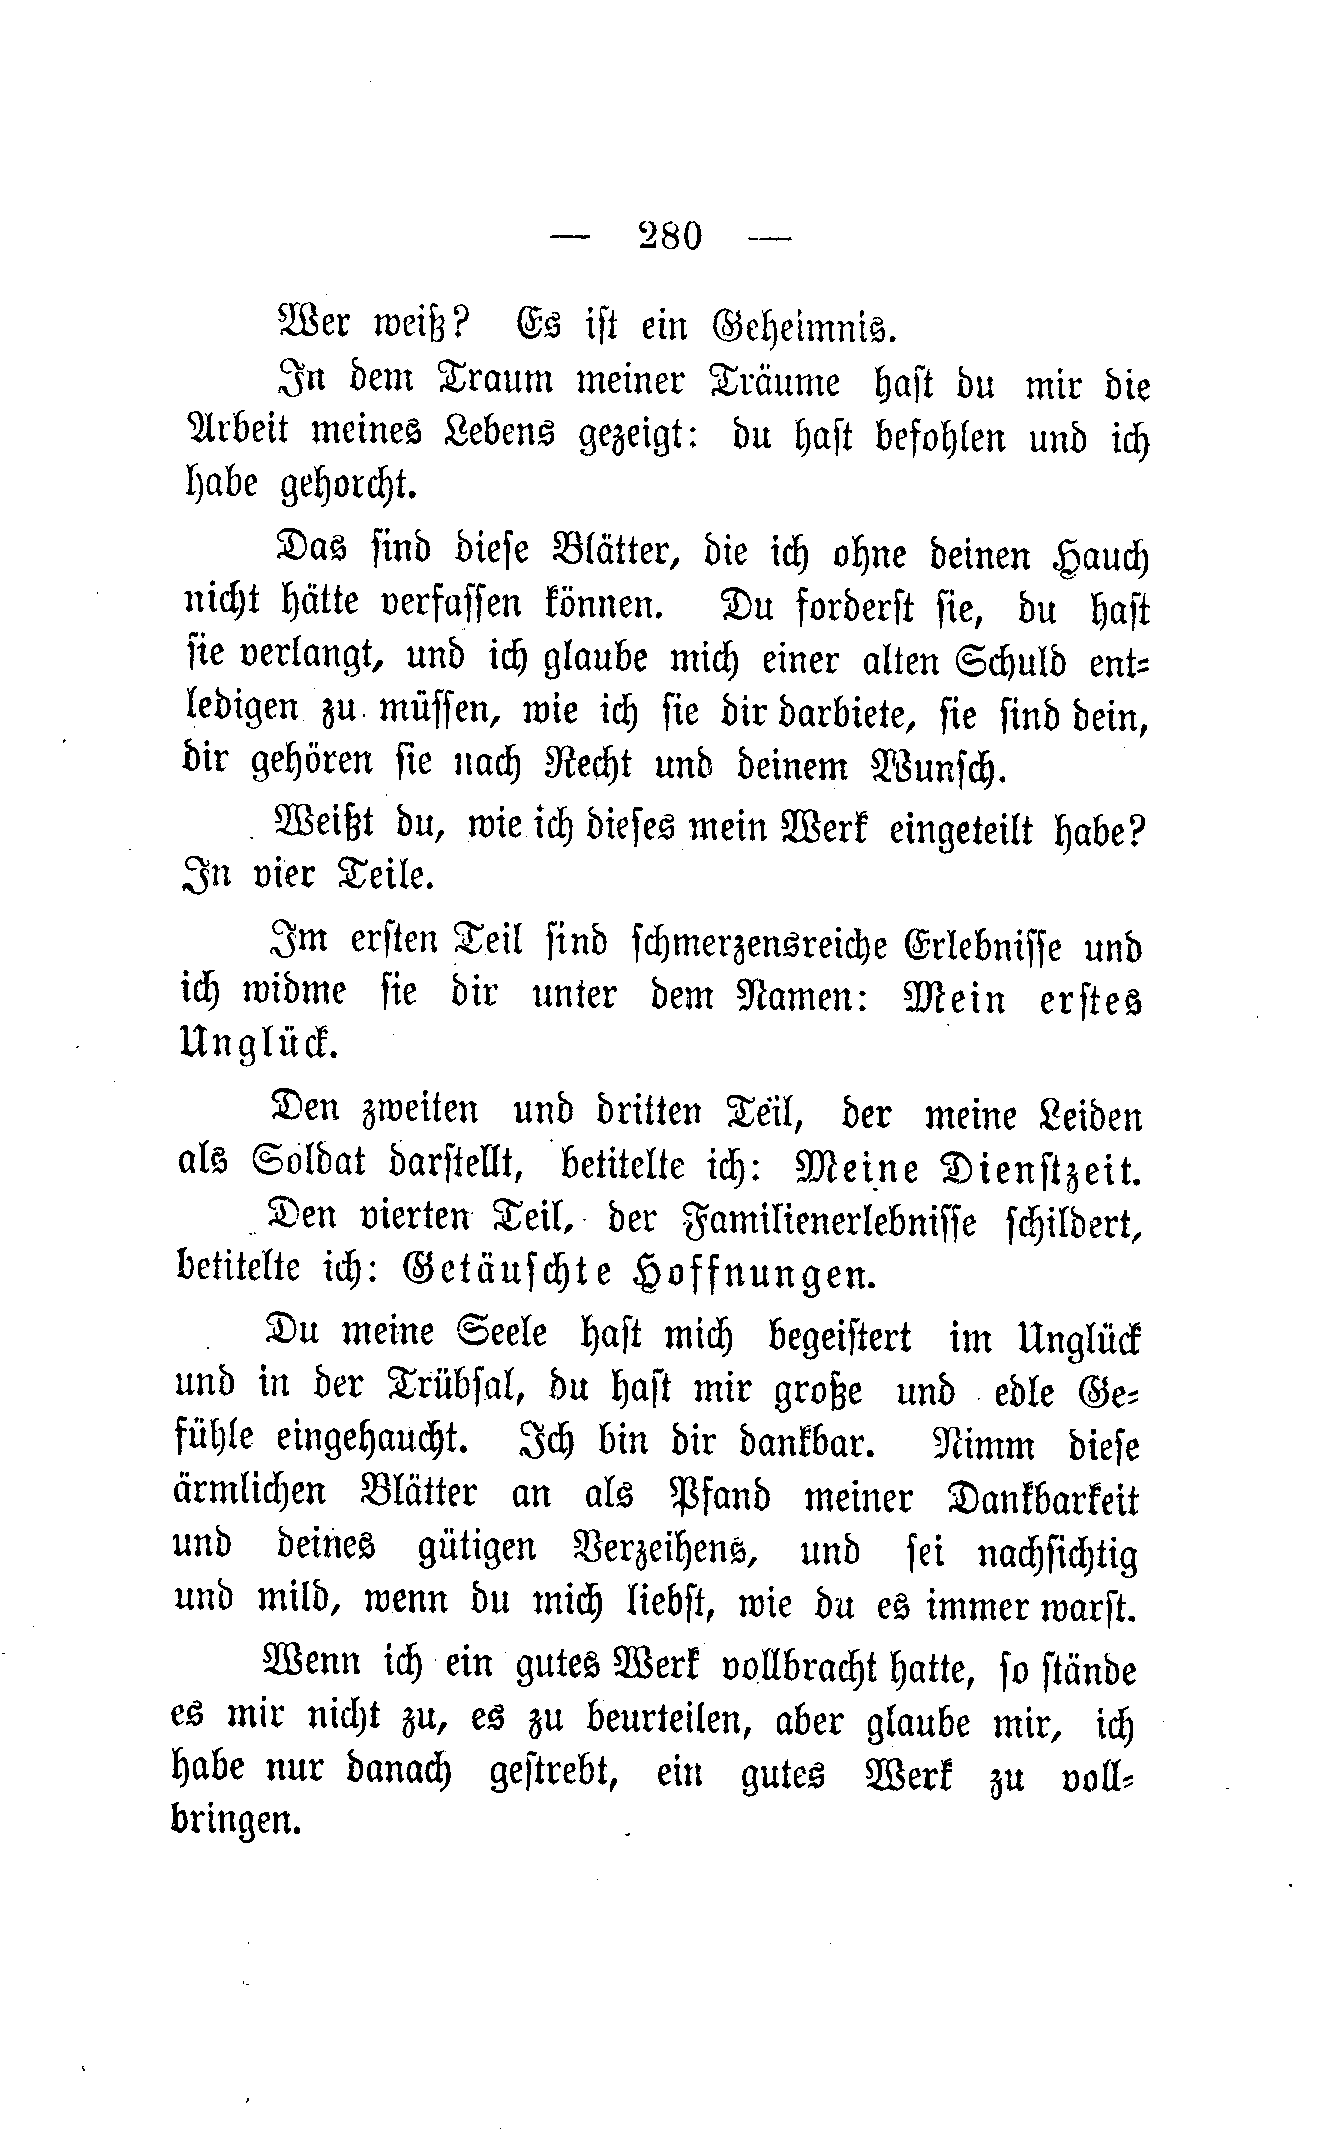 — 280 —
Wer weiß? Es ist ein Geheimnis.
In dem Traum meiner Träume hast du mir die
Arbeit meines Lebens gezeigt: du hast befohlen und ich
habe gehorcht.
Das sind diese Blätter, die ich ohne deinen Hauch
nicht hätte verfassen können. Du forderst sie, du hast
sie verlangt, und ich glaube mich einer alten Schuld ent-
ledigen zu müssen, wie ich sie dir darbiete, sie sind dein,
dir gehören sie nach Recht und deinem Wunsch.
Weißt du, wie ich dieses mein Werk eingeteilt habe?
In vier Teile.
Im ersten Teil sind schmerzensreiche Erlebnisse und
ich widme sie dir unter dem Namen: Mein erstes
Unglück.
Den zweiten und dritten Teil, der meine Leiden
als Soldat darstellt, betitelte ich: Meine Dienstzeit.
Den vierten Teil, der Familienerlebnisse schildert,
betitelte ich: Getäuschte Hoffnungen.
Du meine Seele hast mich begeistert im Unglück
und in der Trübsal, du hast mir große und edle Ge-
fühle eingehaucht. Ich bin dir dankbar. Nimm diese
ärmlichen Blätter an als Pfand meiner Dankbarkeit
und deines gütigen Verzeihens, und sei nachsichtig
und mild, wenn du mich liebst, wie du es immer warst.
Wenn ich ein gutes Werk vollbracht hatte, so stände
es mir nicht zu, es zu beurteilen, aber glaube mir, ich
habe nur danach gestrebt, ein gutes Werk zu voll-
bringen.